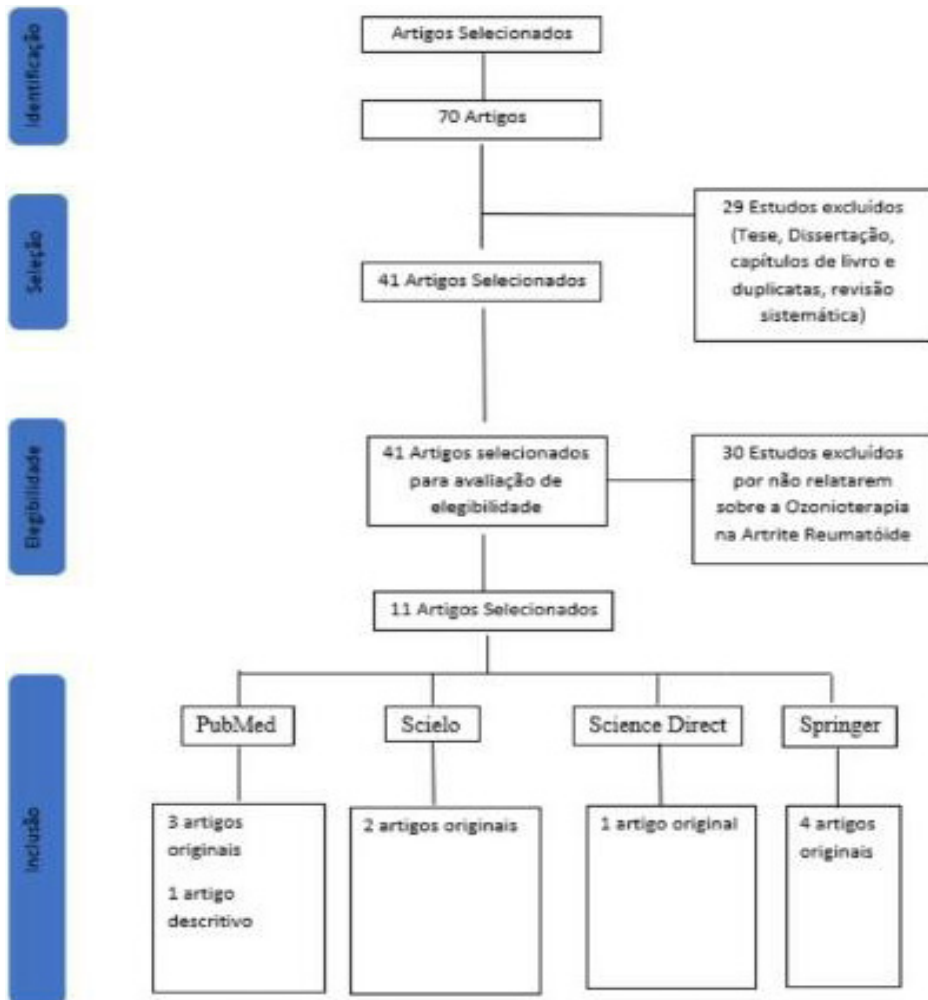 Identificação
Artigos Selecionados
70 Artigos
Seleção
29 Estudos excluídos
(Tese, Dissertação,
capítulos de livro e
duplicatas, revisão
sistemática)
41 Artigos Selecionados
Elegibilidade
41 Artigos selecionados
para avaliação de
elegibilidade
30 Estudos excluídos
por não relatarem
sobre a Ozonioterapia
na Artrite Reumatóide
11 Artigos Selecionados
Inclusão
PubMed
Scielo
Science Direct
Springer
3 artigos
originais
1 artigo
descritivo
2 artigos originais
1 artigo original
4 artigos
originais